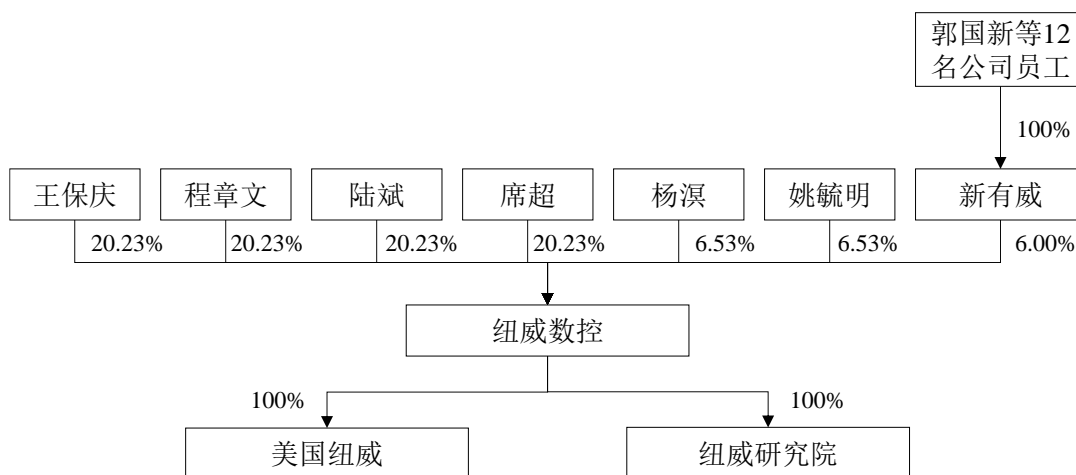 郭国新等12
名公司员工
100%
王保庆
程章文
陆斌
席超
杨溟
姚毓明
新有威
20.23%
20.23%
20.23%
20.23%
6.53%
6.53%
6.00%
纽威数控
100%
100%
美国纽威
纽威研究院